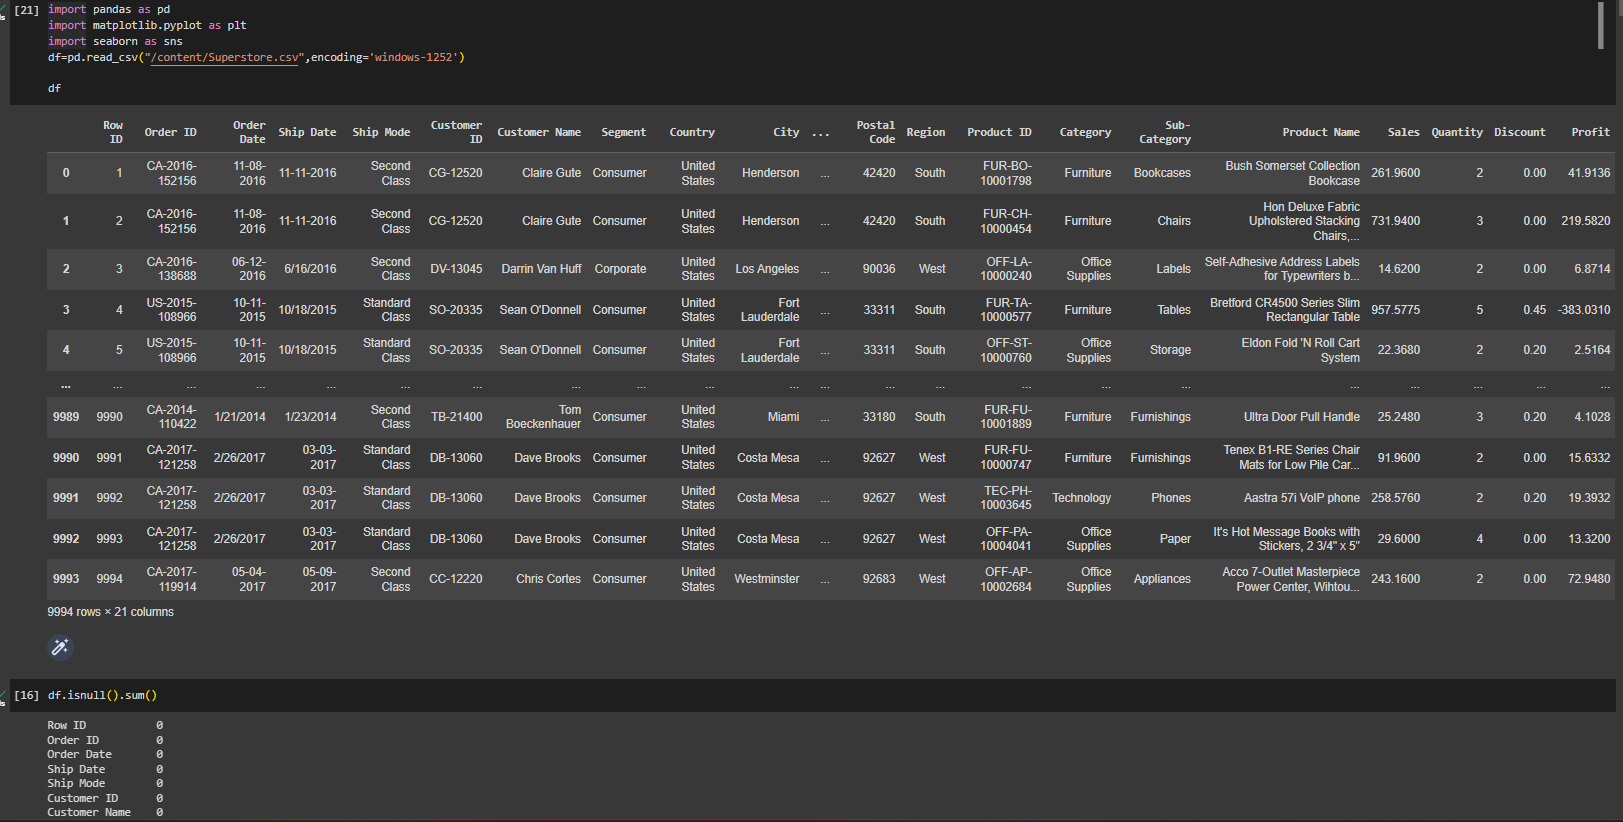 [21] import pandas as pd
import matplotlib.pyplot as plt
import seaborn as sns
df=pd.read_csv("/content/Superstore.csv",encoding='windows-1252')
df
Row ID Order ID Order Date Ship Date Ship Mode Customer ID Customer Name Segment Country City ... Postal Code Region Product ID Category Sub-Category Product Name Sales Quantity Discount Profit
0 1 CA-2016-152156 11-08-2016 11-11-2016 Second Class CG-12520 Claire Gute Consumer United States Henderson ... 42420 South FUR-BO-10001798 Furniture Bookcases Bush Somerset Collection Bookcase 261.9600 2 0.00 41.9136
1 2 CA-2016-152156 11-08-2016 11-11-2016 Second Class CG-12520 Claire Gute Consumer United States Henderson ... 42420 South FUR-CH-10000454 Furniture Chairs Hon Deluxe Fabric Upholstered Stacking Chairs,... 731.9400 3 0.00 219.5820
2 3 CA-2016-138688 06-12-2016 6/16/2016 Second Class DV-13045 Darrin Van Huff Corporate United States Los Angeles ... 90036 West OFF-LA-10000240 Office Supplies Labels Self-Adhesive Address Labels for Typewriters b... 14.6200 2 0.00 6.8714
3 4 US-2015-108966 10-11-2015 10/18/2015 Standard Class SO-20335 Sean O'Donnell Consumer United States Fort Lauderdale ... 33311 South FUR-TA-10000577 Furniture Tables Bretford CR4500 Series Slim Rectangular Table 957.5775 5 0.45 -383.0310
4 5 US-2015-108966 10-11-2015 10/18/2015 Standard Class SO-20335 Sean O'Donnell Consumer United States Fort Lauderdale ... 33311 South OFF-ST-10000760 Office Supplies Storage Eldon Fold 'N Roll Cart System 22.3680 2 0.20 2.5164
... ... ... ... ... ... ... ... ... ... ... ... ... ... ... ... ... ... ... ... ... ...
9989 9990 CA-2014-110422 1/21/2014 1/23/2014 Second Class TB-21400 Tom Boeckenhauer Consumer United States Miami ... 33180 South FUR-FU-10001889 Furniture Furnishings Ultra Door Pull Handle 25.2480 3 0.20 4.1028
9990 9991 CA-2017-121258 2/26/2017 03-03-2017 Standard Class DB-13060 Dave Brooks Consumer United States Costa Mesa ... 92627 West FUR-FU-10000747 Furniture Furnishings Tenex B1-RE Series Chair Mats for Low Pile Car... 91.9600 2 0.00 15.6332
9991 9992 CA-2017-121258 2/26/2017 03-03-2017 Standard Class DB-13060 Dave Brooks Consumer United States Costa Mesa ... 92627 West TEC-PH-10003645 Technology Phones Aastra 57i VoIP phone 258.5760 2 0.20 19.3932
9992 9993 CA-2017-121258 2/26/2017 03-03-2017 Standard Class DB-13060 Dave Brooks Consumer United States Costa Mesa ... 92627 West OFF-PA-10004041 Office Supplies Paper It's Hot Message Books with Stickers, 2 3/4" x 5" 29.6000 4 0.00 13.3200
9993 9994 CA-2017-119914 05-04-2017 05-09-2017 Second Class CC-12220 Chris Cortes Consumer United States Westminster ... 92683 West OFF-AP-10002684 Office Supplies Appliances Acco 7-Outlet Masterpiece Power Center, Wihtou... 243.1600 2 0.00 72.9480
9994 rows × 21 columns
[16] df.isnull().sum()
Row ID 0
Order ID 0
Order Date 0
Ship Date 0
Ship Mode 0
Customer ID 0
Customer Name 0